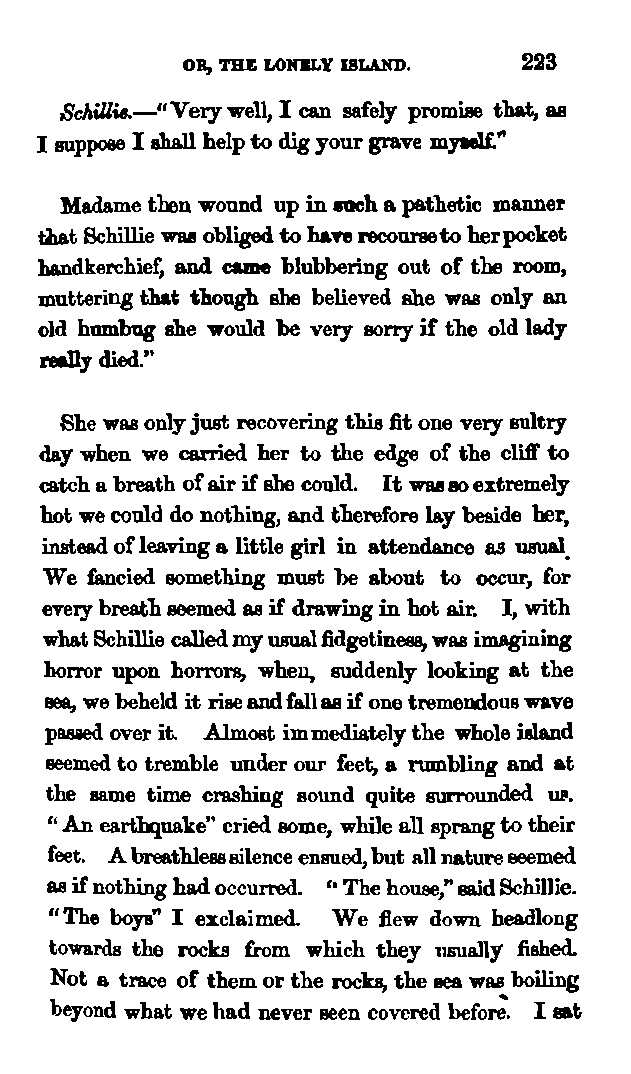 OR, THE LONELY ISLAND. 223
Schillie.—"Very well, I can safely promise that, as
I suppose I shall help to dig your grave myself."
Madame then wound up in such a pathetic manner
that Schillie was obliged to have recourse to her pocket
handkerchief, and came blubbering out of the room,
muttering that though she believed she was only an
old humbug she would be very sorry if the old lady
really died."
She was only just recovering this fit one very sultry
day when we carried her to the edge of the cliff to
catch a breath of air if she could. It was so extremely
hot we could do nothing, and therefore lay beside her,
instead of leaving a little girl in attendance as usual.
We fancied something must be about to occur, for
every breath seemed as if drawing in hot air. I, with
what Schillie called my usual fidgetiness, was imagining
horror upon horrors, when, suddenly looking at the
sea, we beheld it rise and fall as if one tremendous wave
passed over it. Almost immediately the whole island
seemed to tremble under our feet, a rumbling and at
the same time crashing sound quite surrounded us.
"An earthquake" cried some, while all sprang to their
feet. A breathless silence ensued, but all nature seemed
as if nothing had occurred. "The house," said Schillie.
"The boys" I exclaimed. We flew down headlong
towards the rocks from which they usually fished.
Not a trace of them or the rocks, the sea was boiling
beyond what we had never seen covered before. I sat